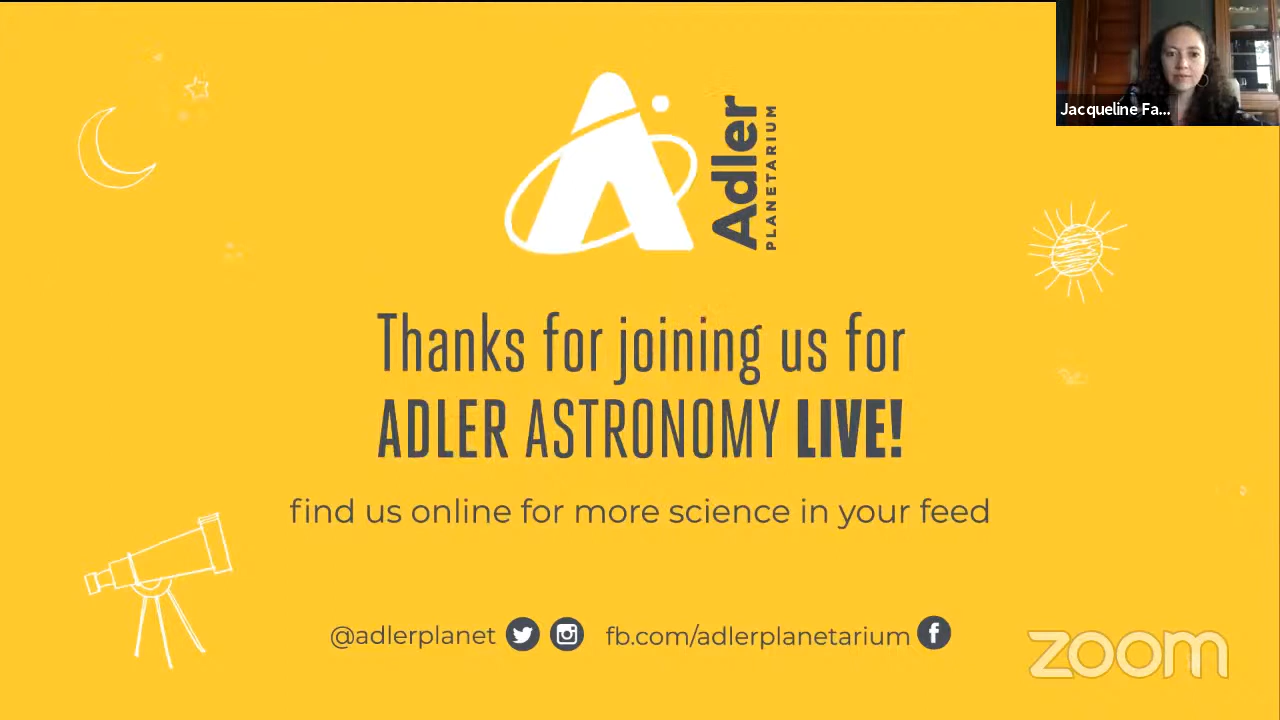 Jacqueline Fa...
Adler
PLANETARIUM
Thanks for joining us for
ADLER ASTRONOMY LIVE!
find us online for more science in your feed
@adlerplanet
fb.com/adlerplanetarium
zoom